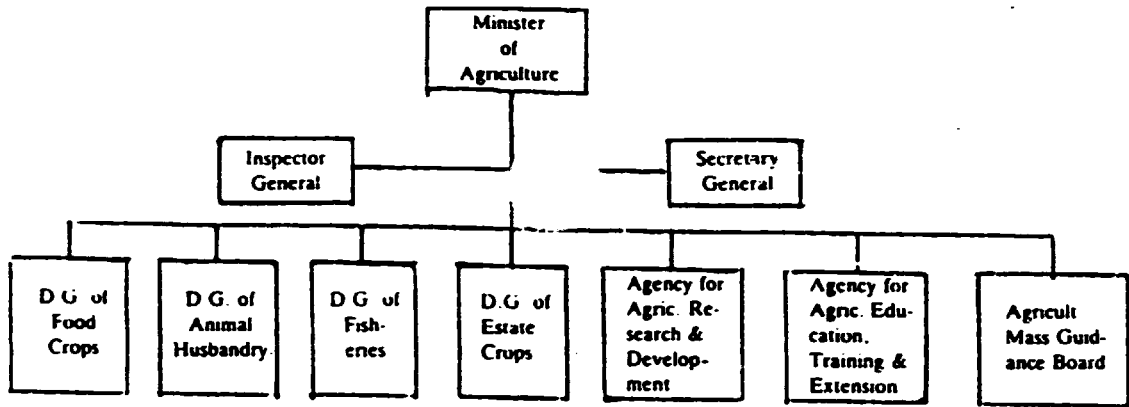 Minister
of
Agriculture
Inspector
General
Secretary
General
D.G. of
Food
Crops
D.G. of
Animal
Husbandry
D.G. of
Fish-
eries
D.G. of
Estate
Crops
Agency for
Agric. Re-
search &
Develop-
ment
Agency for
Agric. Edu-
cation,
Training &
Extension
Agricult
Mass Guid-
ance Board